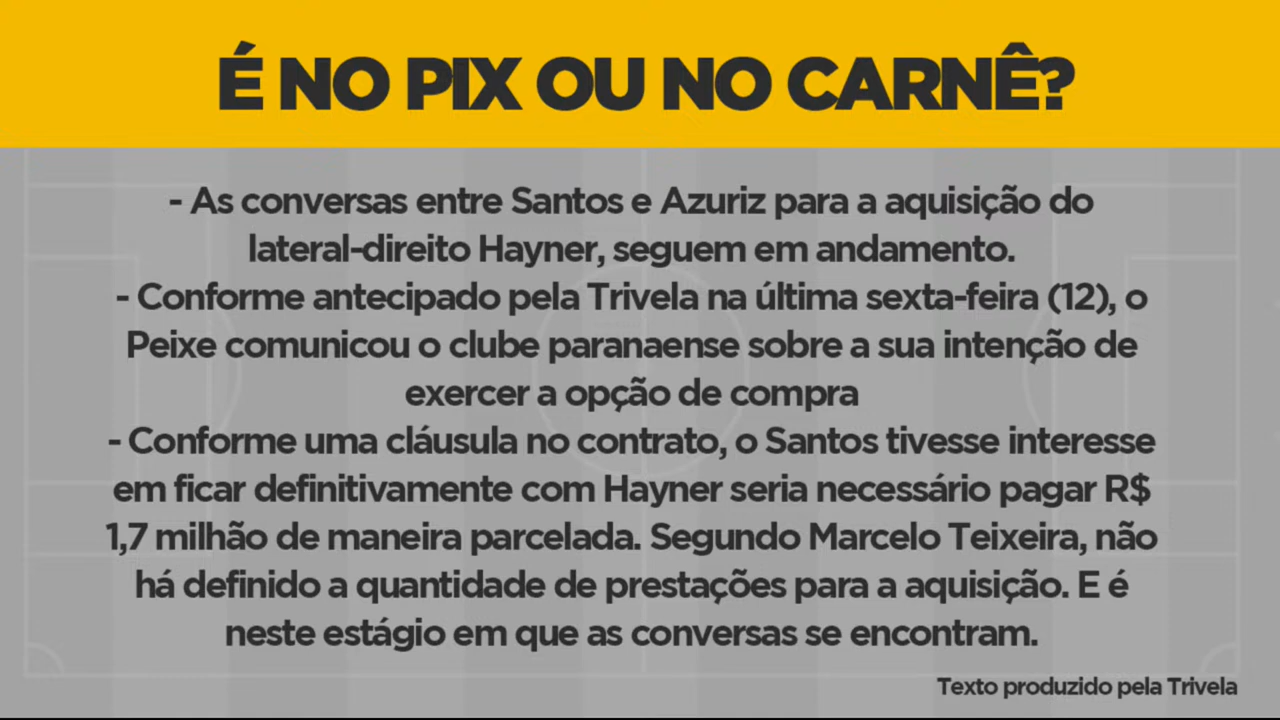 É NO PIX OU NO CARNÊ?
- As conversas entre Santos e Azuriz para a aquisição do
lateral-direito Hayner, seguem em andamento.
- Conforme antecipado pela Trivela na última sexta-feira (12), o
Peixe comunicou o clube paranaense sobre a sua intenção de
exercer a opção de compra
- Conforme uma cláusula no contrato, o Santos tivesse interesse
em ficar definitivamente com Hayner seria necessário pagar R$
1,7 milhão de maneira parcelada. Segundo Marcelo Teixeira, não
há definido a quantidade de prestações para a aquisição. E é
neste estágio em que as conversas se encontram.
Texto produzido pela Trivela